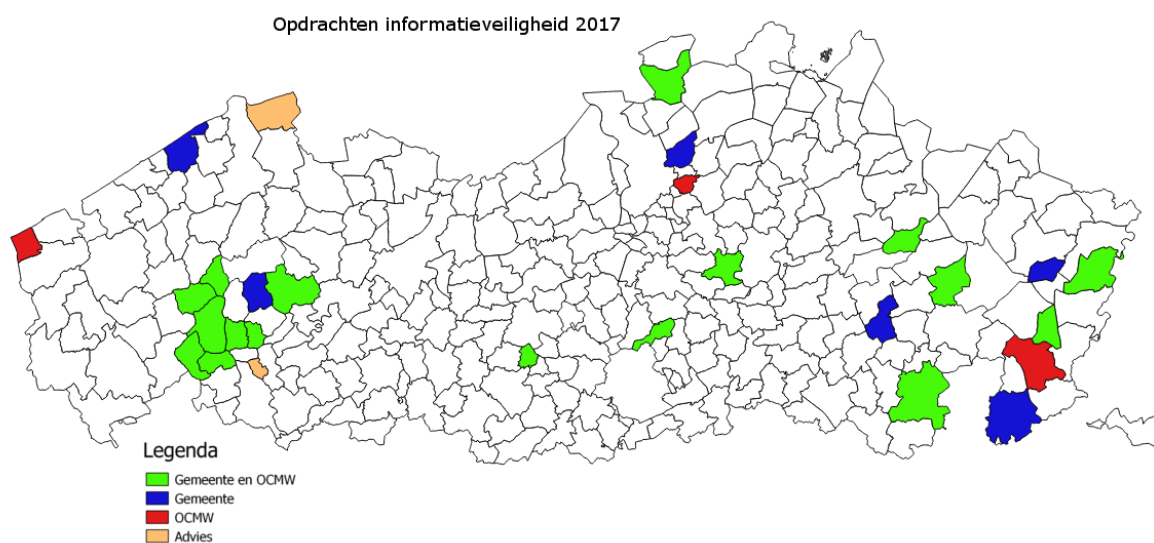 Opdrachten informatieveiligheid 2017
Legenda
Gemeente en OCMW
Gemeente
OCMW
Advies